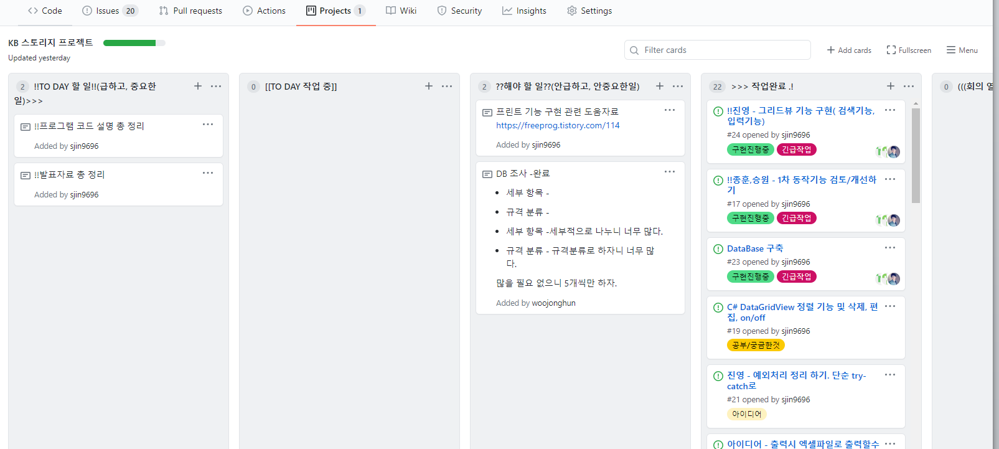 Code
Issues 20
Pull requests
Actions
Projects 1
Wiki
Security
Insights
Settings
KB 스토리지 프로젝트
Updated yesterday
Filter cards
Add cards
Fullscreen
Menu
2 !!TO DAY 할 일!!(급하고, 중요한
일)>>>
!!프로그램 코드 설명 총 정리
Added by sjin9696
!!발표자료 총 정리
Added by sjin9696
0 [[TO DAY 작업 중]]
2 ??해야 할 일??(안급하고, 안중요한일)
프린트 기능 구현 관련 도움자료
https://freeprog.tistory.com/114
Added by sjin9696
DB 조사 -완료
• 세부 항목 -
• 규격 분류 -
• 세부 항목 -세부적으로 나누니 너무 많다.
• 규격 분류 - 규격분류로 하자니 너무 많
다.
많을 필요 없으니 5개씩만 하자.
Added by woojonghun
22 >>> 작업완료 .!
!!진영 - 그리드뷰 기능 구현( 검색기능,
입력기능)
#24 opened by sjin9696
구현진행중 긴급작업
!!종훈,승원 - 1차 동작기능 검토/개선하
기
#17 opened by sjin9696
구현진행중 긴급작업
DataBase 구축
#23 opened by sjin9696
구현진행중 긴급작업
C# DataGridView 정렬 기능 및 삭제, 편
집, on/off
#19 opened by sjin9696
공부/궁금한것
진영 - 예외처리 정리 하기. 단순 try-
catch로
#21 opened by sjin9696
아이디어
아이디어 - 출력시 엑셀파일로 출력할수
0 (((회의 열